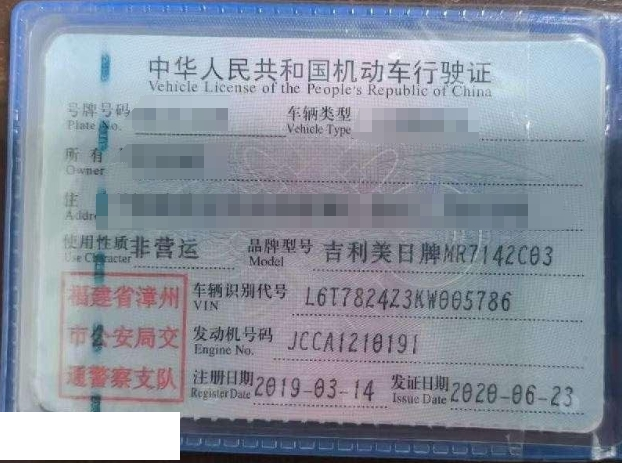 中华人民共和国机动车行驶证
Vehicle License of the People's Republic of China
号牌号码 车辆类型
Plate No. Vehicle Type
所有
Owner
注
Addr
使用性质 非营运 品牌型号 吉利美日牌MR7142C03
Use Character Model
福建省漳州 车辆识别代号 L6T7824Z3KW005786
VIN
市公安局交 发动机号码 JCCA1210191
Engine No.
通警察支队 注册日期 2019-03-14 发证日期 2020-06-23
Register Date Issue Date